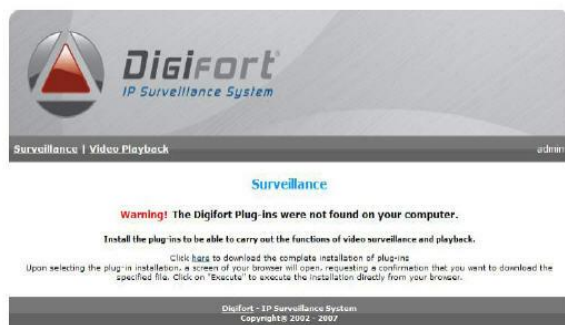 Digifort
IP Surveillance System
Surveillance | Video Playback admin
Surveillance
Warning! The Digifort Plug-ins were not found on your computer.
Install the plug-ins to be able to carry out the functions of video surveillance and playback.
Click here to download the complete installation of plug-ins
Upon selecting the plug-in installation, a screen of your browser will open, requesting a confirmation that you want to download the
specified file. Click on "Execute" to execute the installation directly from your browser.
Digifort - IP Surveillance System
Copyright® 2002 - 2007